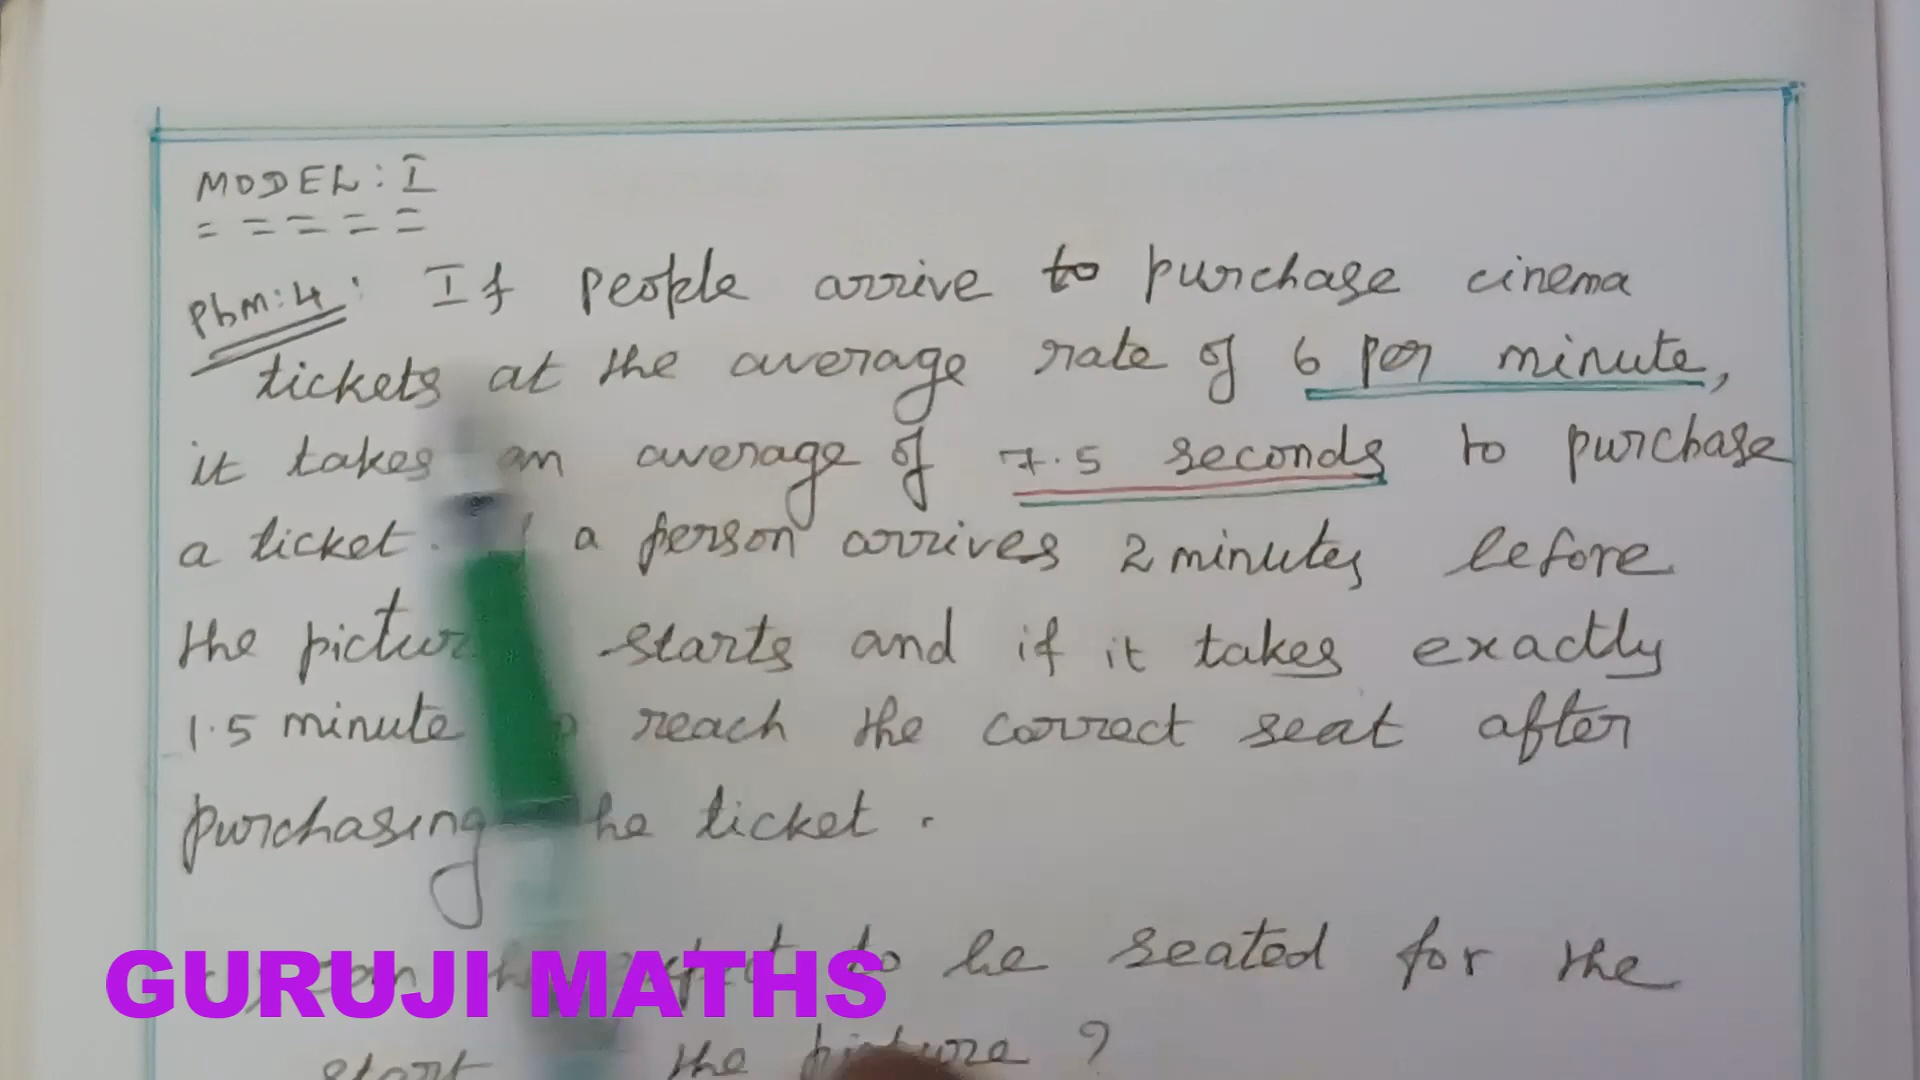 MODEL: I
Pbm:4: If people arrive to purchase cinema
tickets at the average rate of 6 per minute,
it takes an average of 7.5 seconds to purchase
a ticket. a person arrives 2 minutes before
the starts and if it takes exactly
1.5 minute reach the correct seat after
purchasing ticket.
to be seated for the
start the picture ?
GURUJI MATHS